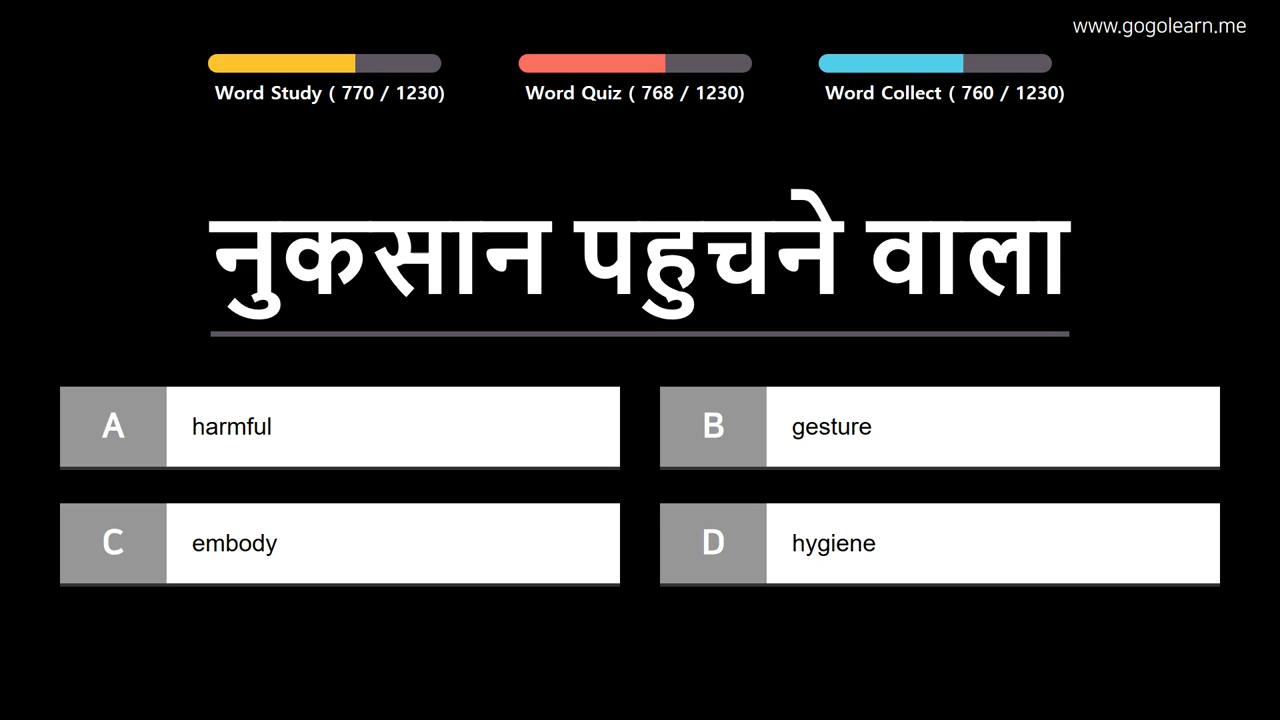 www.gogolearn.me
Word Study ( 770 / 1230)
Word Quiz ( 768 / 1230)
Word Collect ( 760 / 1230)
नुकसान पहुचने वाला
A harmful
B gesture
C embody
D hygiene